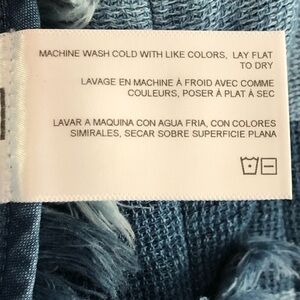 MACHINE WASH COLD WITH LIKE COLORS, LAY FLAT
TO DRY
LAVAGE EN MACHINE À FROID AVEC COMME
COULEURS, POSER À PLAT À SEC
LAVAR A MAQUINA CON AGUA FRIA, CON COLORES
SIMIRALES, SECAR SOBRE SUPERFICIE PLANA